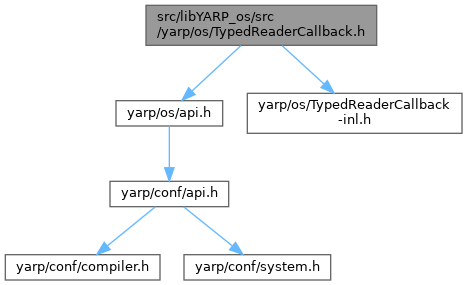 src/libYARP_os/src
/yarp/os/TypedReaderCallback.h
yarp/os/api.h
yarp/os/TypedReaderCallback
-inl.h
yarp/conf/api.h
yarp/conf/compiler.h
yarp/conf/system.h